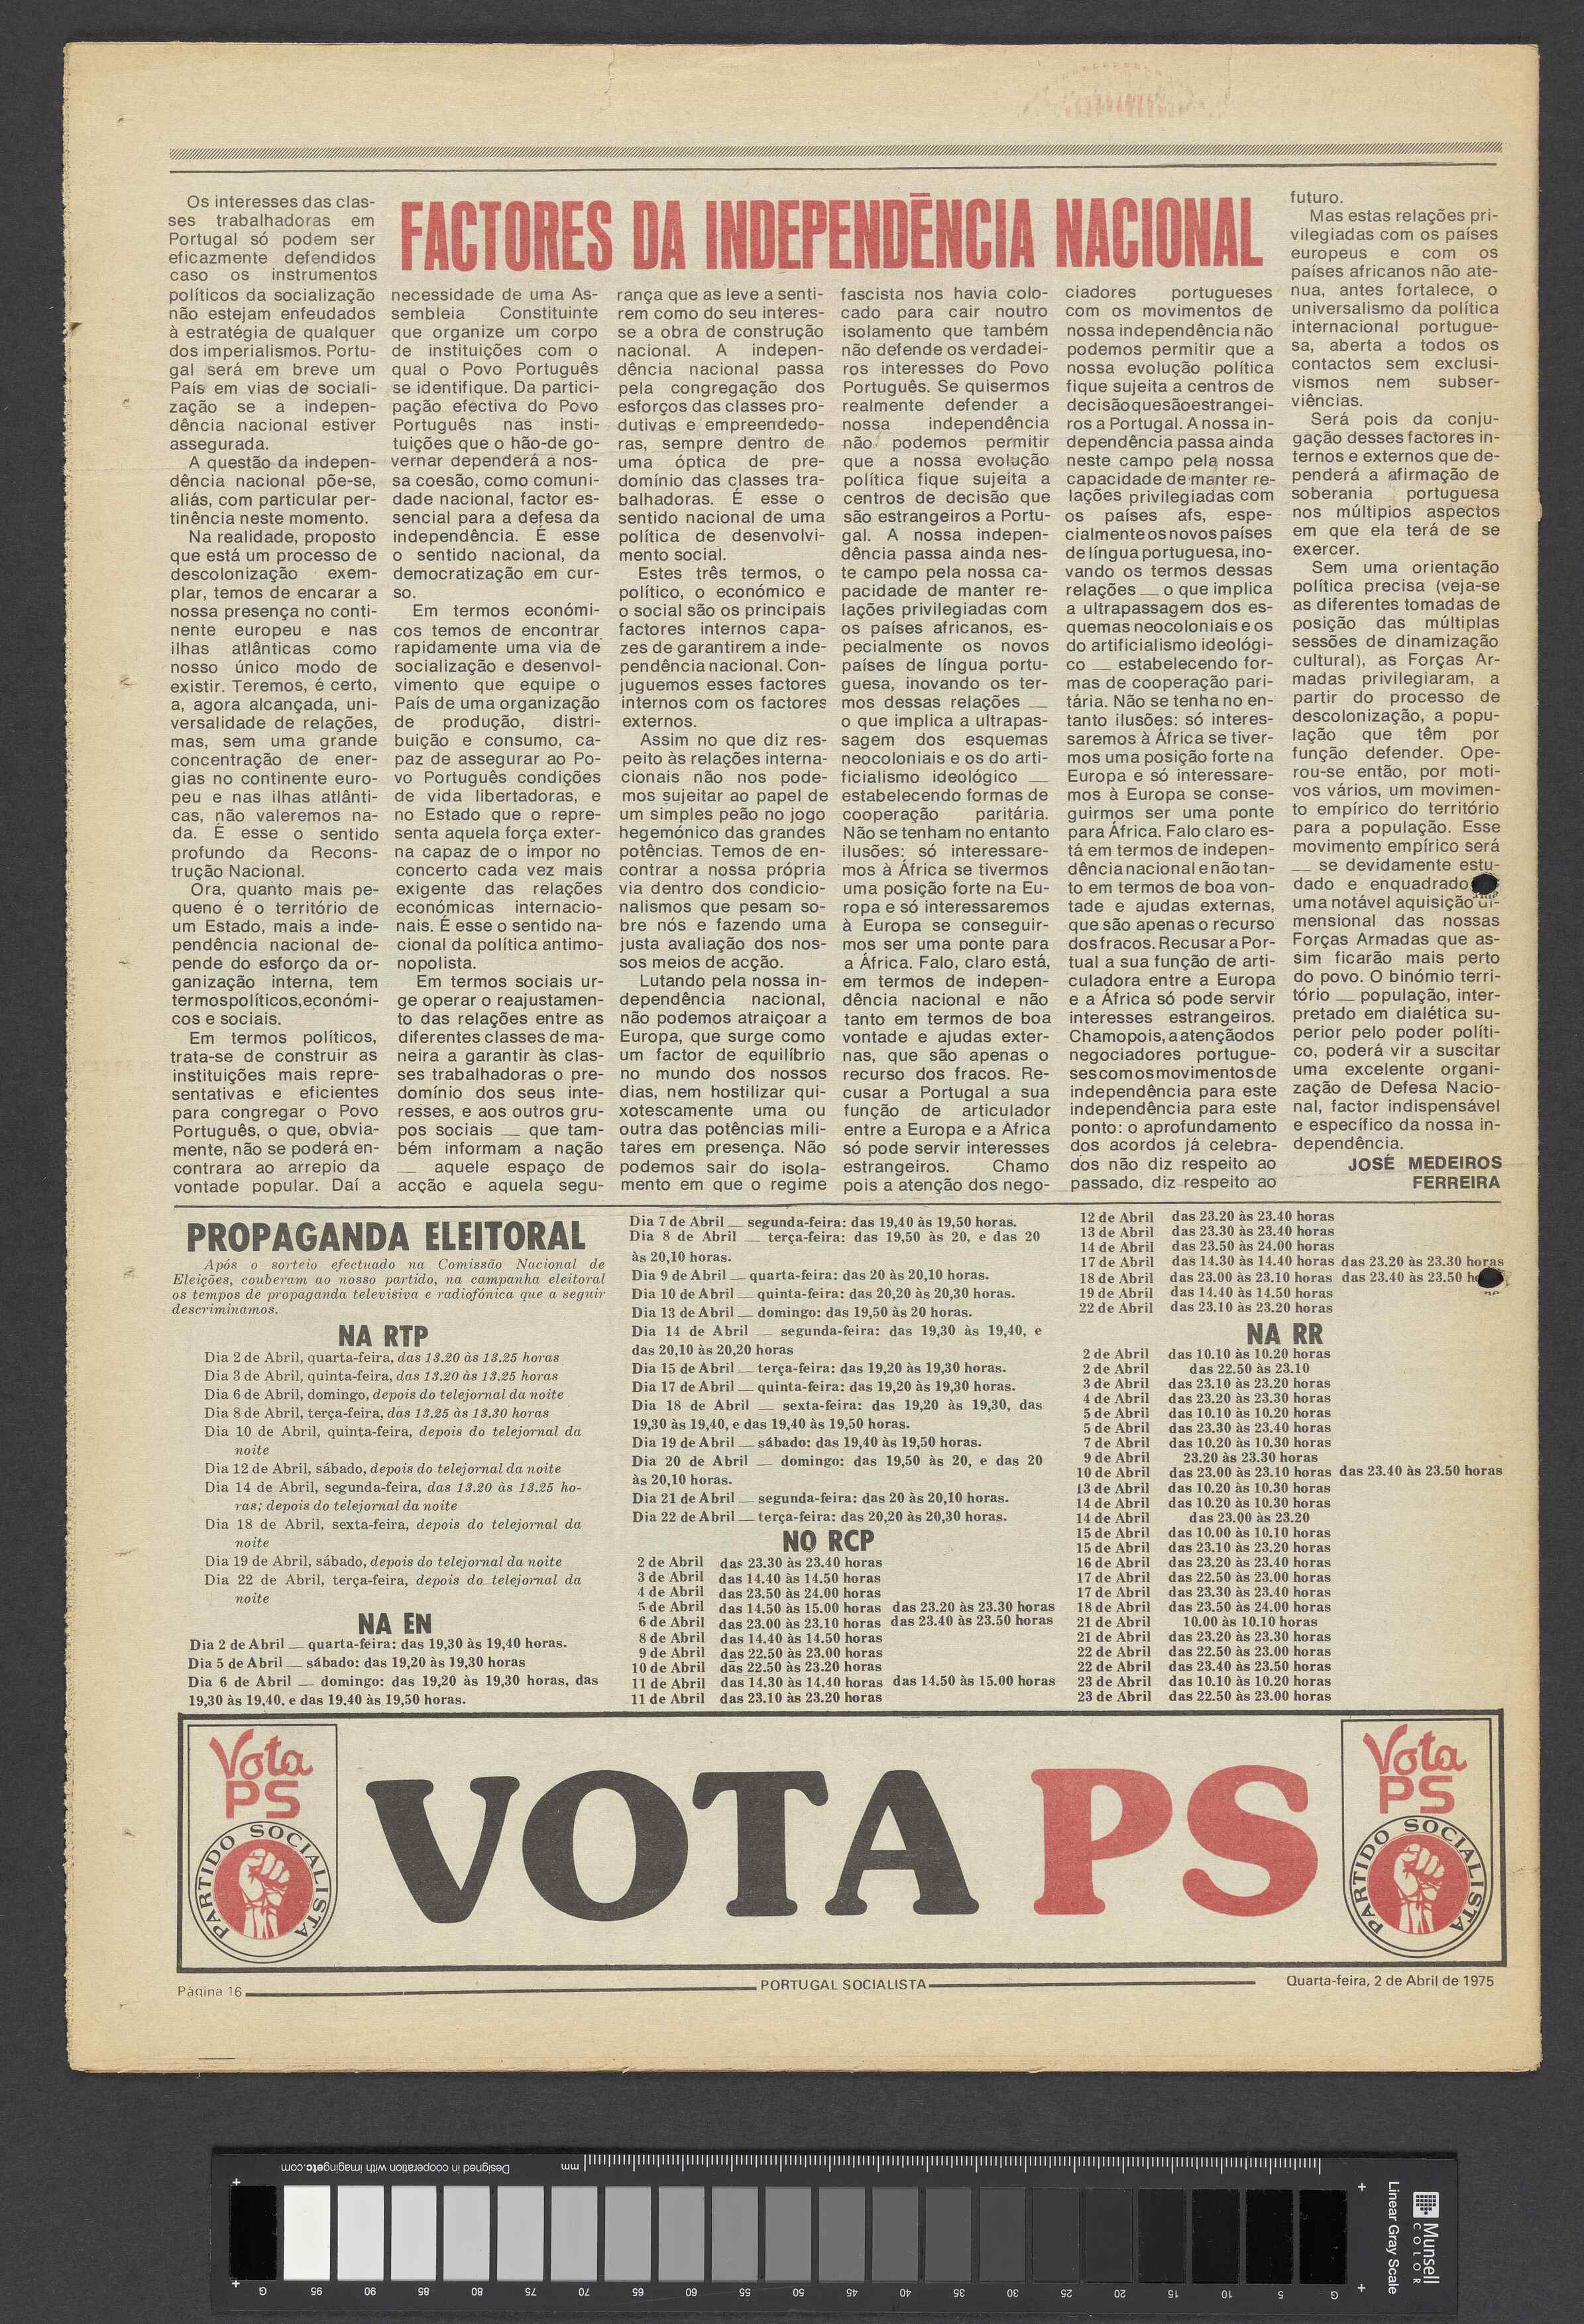 FACTORES DA INDEPENDÊNCIA NACIONAL
Os interesses das clas-
ses trabalhadoras em
Portugal só podem ser
eficazmente defendidos
caso os instrumentos
políticos da socialização
não estejam enfeudados
à estratégia de qualquer
dos imperialismos. Portu-
gal será em breve um
País em vias de sociali-
zação se a indepen-
dência nacional estiver
assegurada.
A questão da indepen-
dência nacional põe-se,
aliás, com particular per-
tinência neste momento.
Na realidade, proposto
que está um processo de
descolonização exem-
plar, temos de encarar a
nossa presença no conti-
nente europeu e nas
ilhas atlânticas como
nosso único modo de
existir. Teremos, é certo,
a, agora alcançada, uni-
versalidade de relações,
mas, sem uma grande
concentração de ener-
gias no continente euro-
peu e nas ilhas atlânti-
cas, não valeremos na-
da. É esse o sentido
profundo da Recons-
trução Nacional.
Ora, quanto mais pe-
queno é o território de
um Estado, mais a inde-
pendência nacional de-
pende do esforço da or-
ganização interna, tem
termospolíticos,económi-
cos e sociais.
Em termos políticos,
trata-se de construir as
instituições mais repre-
sentativas e eficientes
para congregar o Povo
Português, o que, obvia-
mente, não se poderá en-
contrara ao arrepio da
vontade popular. Daí a
necessidade de uma As-
sembleia Constituinte
que organize um corpo
de instituições com o
qual o Povo Português
se identifique. Da partici-
pação efectiva do Povo
Português nas insti-
tuições que o hão-de go-
vernar dependerá a nos-
sa coesão, como comuni-
dade nacional, factor es-
sencial para a defesa da
independência. É esse
o sentido nacional, da
democratização em cur-
so.
Em termos económi-
cos temos de encontrar
rapidamente uma via de
socialização e desenvol-
vimento que equipe o
País de uma organização
de produção, distri-
buição e consumo, ca-
paz de assegurar ao Po-
vo Português condições
de vida libertadoras, e
no Estado que o repre-
senta aquela força exter-
na capaz de o impor no
concerto cada vez mais
exigente das relações
económicas internacio-
nais. É esse o sentido na-
cional da política antimo-
nopolista.
Em termos sociais ur-
ge operar o reajustamen-
to das relações entre as
diferentes classes de ma-
neira a garantir às clas-
ses trabalhadoras o pre-
domínio dos seus inte-
resses, e aos outros gru-
pos sociais — que tam-
bém informam a nação
— aquele espaço de
acção e aquela segu-
rança que as leve a senti-
rem como do seu interes-
se a obra de construção
nacional. A indepen-
dência nacional passa
pela congregação dos
esforços das classes pro-
dutivas e empreendedo-
ras, sempre dentro de
uma óptica de pre-
domínio das classes tra-
balhadoras. É esse o
sentido nacional de uma
política de desenvolvi-
mento social.
Estes três termos, o
político, o económico e
o social são os principais
factores internos capa-
zes de garantirem a inde-
pendência nacional. Con-
juguemos esses factores
internos com os factores
externos.
Assim no que diz res-
peito às relações interna-
cionais não nos pode-
mos sujeitar ao papel de
um simples peão no jogo
hegemónico das grandes
potências. Temos de en-
contrar a nossa própria
via dentro dos condicio-
nalismos que pesam so-
bre nós e fazendo uma
justa avaliação dos nos-
sos meios de acção.
Lutando pela nossa in-
dependência nacional,
não podemos atraiçoar a
Europa, que surge como
um factor de equilíbrio
no mundo dos nossos
dias, nem hostilizar qui-
xotescamente uma ou
outra das potências mili-
tares em presença. Não
podemos sair do isola-
mento em que o regime
fascista nos havia colo-
cado para cair noutro
isolamento que também
não defende os verdadei-
ros interesses do Povo
Português. Se quisermos
realmente defender a
nossa independência
não podemos permitir
que a nossa evolução
política fique sujeita a
centros de decisão que
são estrangeiros a Portu-
gal. A nossa indepen-
dência passa ainda nes-
te campo pela nossa ca-
pacidade de manter re-
lações privilegiadas com
os países africanos, es-
pecialmente os novos
países de língua portu-
guesa, inovando os ter-
mos dessas relações —
o que implica a ultrapas-
sagem dos esquemas
neocoloniais e os do arti-
ficialismo ideológico —
estabelecendo formas de
cooperação paritária.
Não se tenham no entanto
ilusões: só interessare-
mos à África se tivermos
uma posição forte na Eu-
ropa e só interessaremos
à Europa se conseguir-
mos ser uma ponte para
a África. Falo, claro está,
em termos de indepen-
dência nacional e não
tanto em termos de boa
vontade e ajudas exter-
nas, que são apenas o
recurso dos fracos. Re-
cusar a Portugal a sua
função de articulador
entre a Europa e a África
só pode servir interesses
estrangeiros. Chamo
pois a atenção dos nego-
ciadores portugueses
com os movimentos de
nossa independência não
podemos permitir que a
nossa evolução política
fique sujeita a centros de
decisãoquesãoestrangei-
ros a Portugal. A nossa in-
dependência passa ainda
neste campo pela nossa
capacidade de manter re-
lações privilegiadas com
os países afs, espe-
cialmente os novos países
de língua portuguesa, ino-
vando os termos dessas
relações — o que implica
a ultrapassagem dos es-
quemas neocoloniais e os
do artificialismo ideológi-
co — estabelecendo for-
mas de cooperação pari-
tária. Não se tenha no en-
tanto ilusões: só interes-
saremos à África se tiver-
mos uma posição forte na
Europa e só interessare-
mos à Europa se conse-
guirmos ser uma ponte
para África. Falo claro es-
tá em termos de indepen-
dência nacional e não tan-
to em termos de boa von-
tade e ajudas externas,
que são apenas o recurso
dos fracos. Recusar a Por-
tual a sua função de arti-
culadora entre a Europa
e a África só pode servir
interesses estrangeiros.
Chamopois,aatençãodos
negociadores portugue-
sescomosmovimentosde
independência para este
independência para este
ponto: o aprofundamento
dos acordos já celebra-
dos não diz respeito ao
passado, diz respeito ao
futuro.
Mas estas relações pri-
vilegiadas com os países
europeus e com os
países africanos não ate-
nua, antes fortalece, o
universalismo da política
internacional portugue-
sa, aberta a todos os
contactos sem exclusi-
vismos nem subser-
viências.
Será pois da conju-
gação desses factores in-
ternos e externos que de-
penderá a afirmação de
soberania portuguesa
nos múltipios aspectos
em que ela terá de se
exercer.
Sem uma orientação
política precisa (veja-se
as diferentes tomadas de
posição das múltiplas
sessões de dinamização
cultural), as Forças Ar-
madas privilegiaram, a
partir do processo de
descolonização, a popu-
lação que têm por
função defender. Ope-
rou-se então, por moti-
vos vários, um movimen-
to empírico do território
para a população. Esse
movimento empírico será
— se devidamente estu-
dado e enquadrado
uma notável aquisição di-
mensional das nossas
Forças Armadas que as-
sim ficarão mais perto
do povo. O binómio terri-
tório — população, inter-
pretado em dialética su-
perior pelo poder políti-
co, poderá vir a suscitar
uma excelente organi-
zação de Defesa Nacio-
nal, factor indispensável
e específico da nossa in-
dependência.
JOSÉ MEDEIROS
FERREIRA
PROPAGANDA ELEITORAL
Após o sorteio efectuado na Comissão Nacional de
Eleições, couberam ao nosso partido, na campanha eleitoral
os tempos de propaganda televisiva e radiofónica que a seguir
descriminamos.
NA RTP
Dia 2 de Abril, quarta-feira, das 13.20 às 13.25 horas
Dia 3 de Abril, quinta-feira, das 13.20 às 13.25 horas
Dia 6 de Abril, domingo, depois do telejornal da noite
Dia 8 de Abril, terça-feira, das 13.25 às 13.30 horas
Dia 10 de Abril, quinta-feira, depois do telejornal da
noite
Dia 12 de Abril, sábado, depois do telejornal da noite
Dia 14 de Abril, segunda-feira, das 13.20 às 13.25 ho-
ras; depois do telejornal da noite
Dia 18 de Abril, sexta-feira, depois do telejornal da
noite
Dia 19 de Abril, sábado, depois do telejornal da noite
Dia 22 de Abril, terça-feira, depois do telejornal da
noite
NA EN
Dia 2 de Abril — quarta-feira: das 19,30 às 19,40 horas.
Dia 5 de Abril — sábado: das 19,20 às 19,30 horas
Dia 6 de Abril — domingo: das 19,20 às 19,30 horas, das
19,30 às 19,40, e das 19.40 às 19,50 horas.
Dia 7 de Abril — segunda-feira: das 19,40 às 19,50 horas.
Dia 8 de Abril — terça-feira: das 19,50 às 20, e das 20
às 20,10 horas.
Dia 9 de Abril — quarta-feira: das 20 às 20,10 horas.
Dia 10 de Abril — quinta-feira: das 20,20 às 20,30 horas.
Dia 13 de Abril — domingo: das 19,50 às 20 horas.
Dia 14 de Abril — segunda-feira: das 19,30 às 19,40, e
das 20,10 às 20,20 horas
Dia 15 de Abril — terça-feira: das 19,20 às 19,30 horas.
Dia 17 de Abril — quinta-feira: das 19,20 às 19,30 horas.
Dia 18 de Abril — sexta-feira: das 19,20 às 19,30, das
19,30 às 19,40, e das 19,40 às 19,50 horas.
Dia 19 de Abril — sábado: das 19,40 às 19,50 horas.
Dia 20 de Abril — domingo: das 19,50 às 20, e das 20
às 20,10 horas.
Dia 21 de Abril — segunda-feira: das 20 às 20,10 horas.
Dia 22 de Abril — terça-feira: das 20,20 às 20,30 horas.
NO RCP
2 de Abril das 23.30 às 23.40 horas
3 de Abril das 14.40 às 14.50 horas
4 de Abril das 23.50 às 24.00 horas
5 de Abril das 14.50 às 15.00 horas das 23.20 às 23.30 horas
6 de Abril das 23.00 às 23.10 horas das 23.40 às 23.50 horas
8 de Abril das 14.40 às 14.50 horas
9 de Abril das 22.50 às 23.00 horas
10 de Abril das 22.50 às 23.20 horas
11 de Abril das 14.30 às 14.40 horas das 14.50 às 15.00 horas
11 de Abril das 23.10 às 23.20 horas
12 de Abril das 23.20 às 23.40 horas
13 de Abril das 23.30 às 23.40 horas
14 de Abril das 23.50 às 24.00 horas
17 de Abril das 14.30 às 14.40 horas das 23.20 às 23.30 horas
18 de Abril das 23.00 às 23.10 horas das 23.40 às 23.50
19 de Abril das 14.40 às 14.50 horas
22 de Abril das 23.10 às 23.20 horas
NA RR
2 de Abril das 10.10 às 10.20 horas
2 de Abril das 22.50 às 23.10
3 de Abril das 23.10 às 23.20 horas
4 de Abril das 23.20 às 23.30 horas
5 de Abril das 10.10 às 10.20 horas
5 de Abril das 23.30 às 23.40 horas
7 de Abril das 10.20 às 10.30 horas
9 de Abril 23.20 às 23.30 horas
10 de Abril das 23.00 às 23.10 horas das 23.40 às 23.50 horas
13 de Abril das 10.20 às 10.30 horas
14 de Abril das 10.20 às 10.30 horas
14 de Abril das 23.00 às 23.20
15 de Abril das 10.00 às 10.10 horas
15 de Abril das 23.10 às 23.20 horas
16 de Abril das 23.20 às 23.40 horas
17 de Abril das 22.50 às 23.00 horas
17 de Abril das 23.30 às 23.40 horas
18 de Abril das 23.50 às 24.00 horas
21 de Abril 10.00 às 10.10 horas
21 de Abril das 23.20 às 23.30 horas
22 de Abril das 22.50 às 23.00 horas
22 de Abril das 23.40 às 23.50 horas
23 de Abril das 10.10 às 10.20 horas
23 de Abril das 22.50 às 23.00 horas
Vota
PS
PARTIDO SOCIALISTA
VOTA PS
Vota
PS
PARTIDO SOCIALISTA
Página 16
PORTUGAL SOCIALISTA
Quarta-feira, 2 de Abril de 1975
Designed in cooperation with imagingetc.com
mm
G 95 90 85 80 75 70 65 60 55 50 45 40 35 30 25 20 15 10 5 G
Munsell
COLOR
Linear Gray Scale